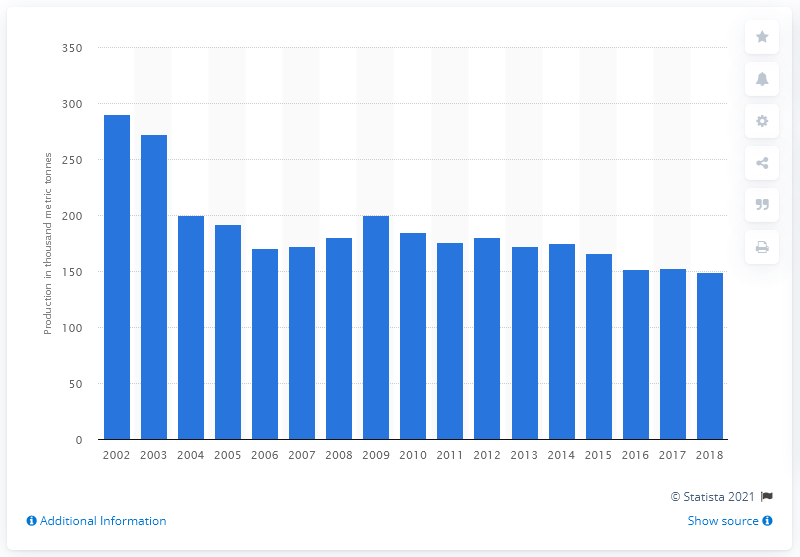 350
300
250
200
150
100
50
0
Production in thousand metric tonnes
2002 2003 2004 2005 2006 2007 2008 2009 2010 2011 2012 2013 2014 2015 2016 2017 2018
© Statista 2021
Additional Information
Show source